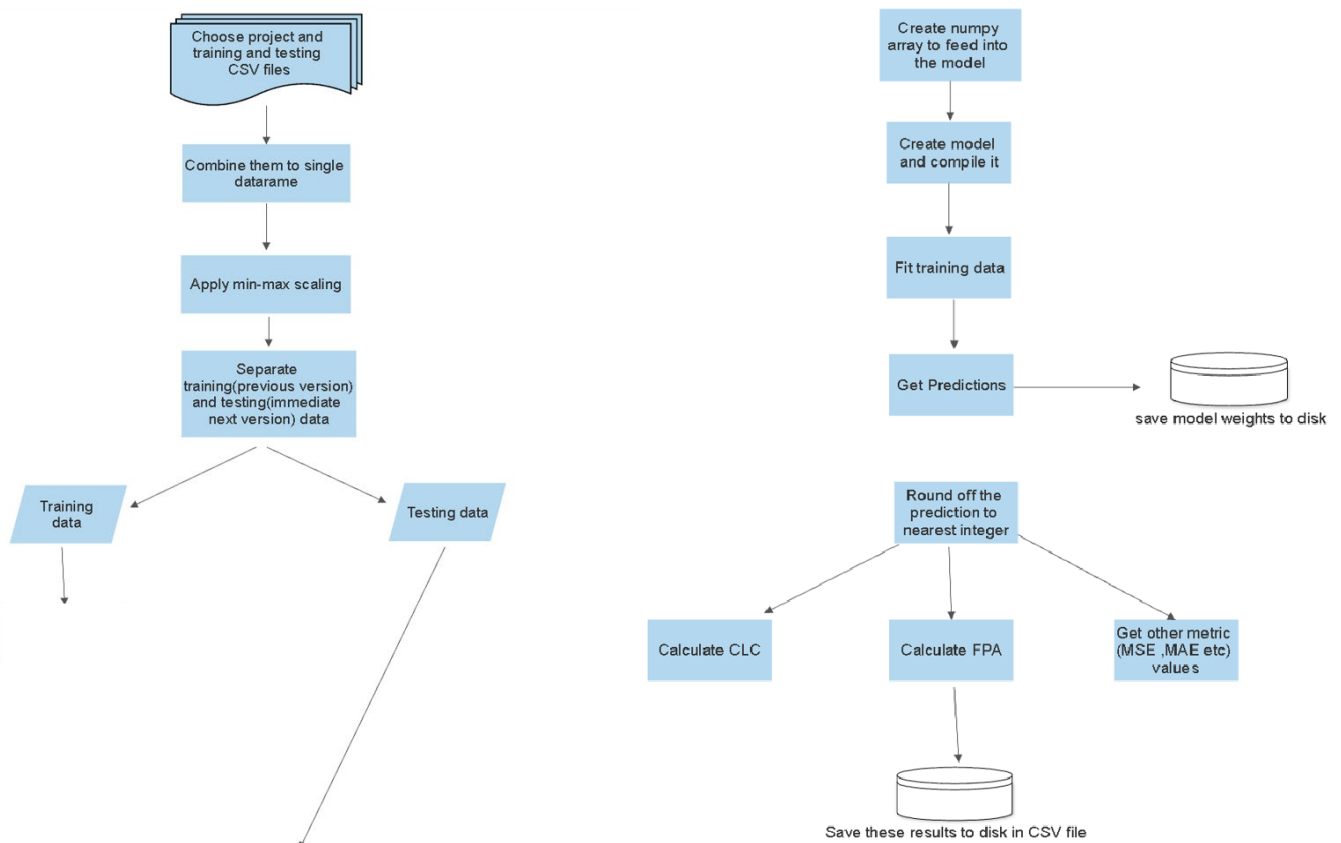 Choose project and
training and testing
CSV files
Combine them to single
datarame
Apply min-max scaling
Separate
training(previous version)
and testing(immediate
next version) data
Training
data
Testing data
Create numpy
array to feed into
the model
Create model
and compile it
Fit training data
Get Predictions
save model weights to disk
Round off the
prediction to
nearest integer
Calculate CLC
Calculate FPA
Get other metric
(MSE ,MAE etc)
values
Save these results to disk in CSV file